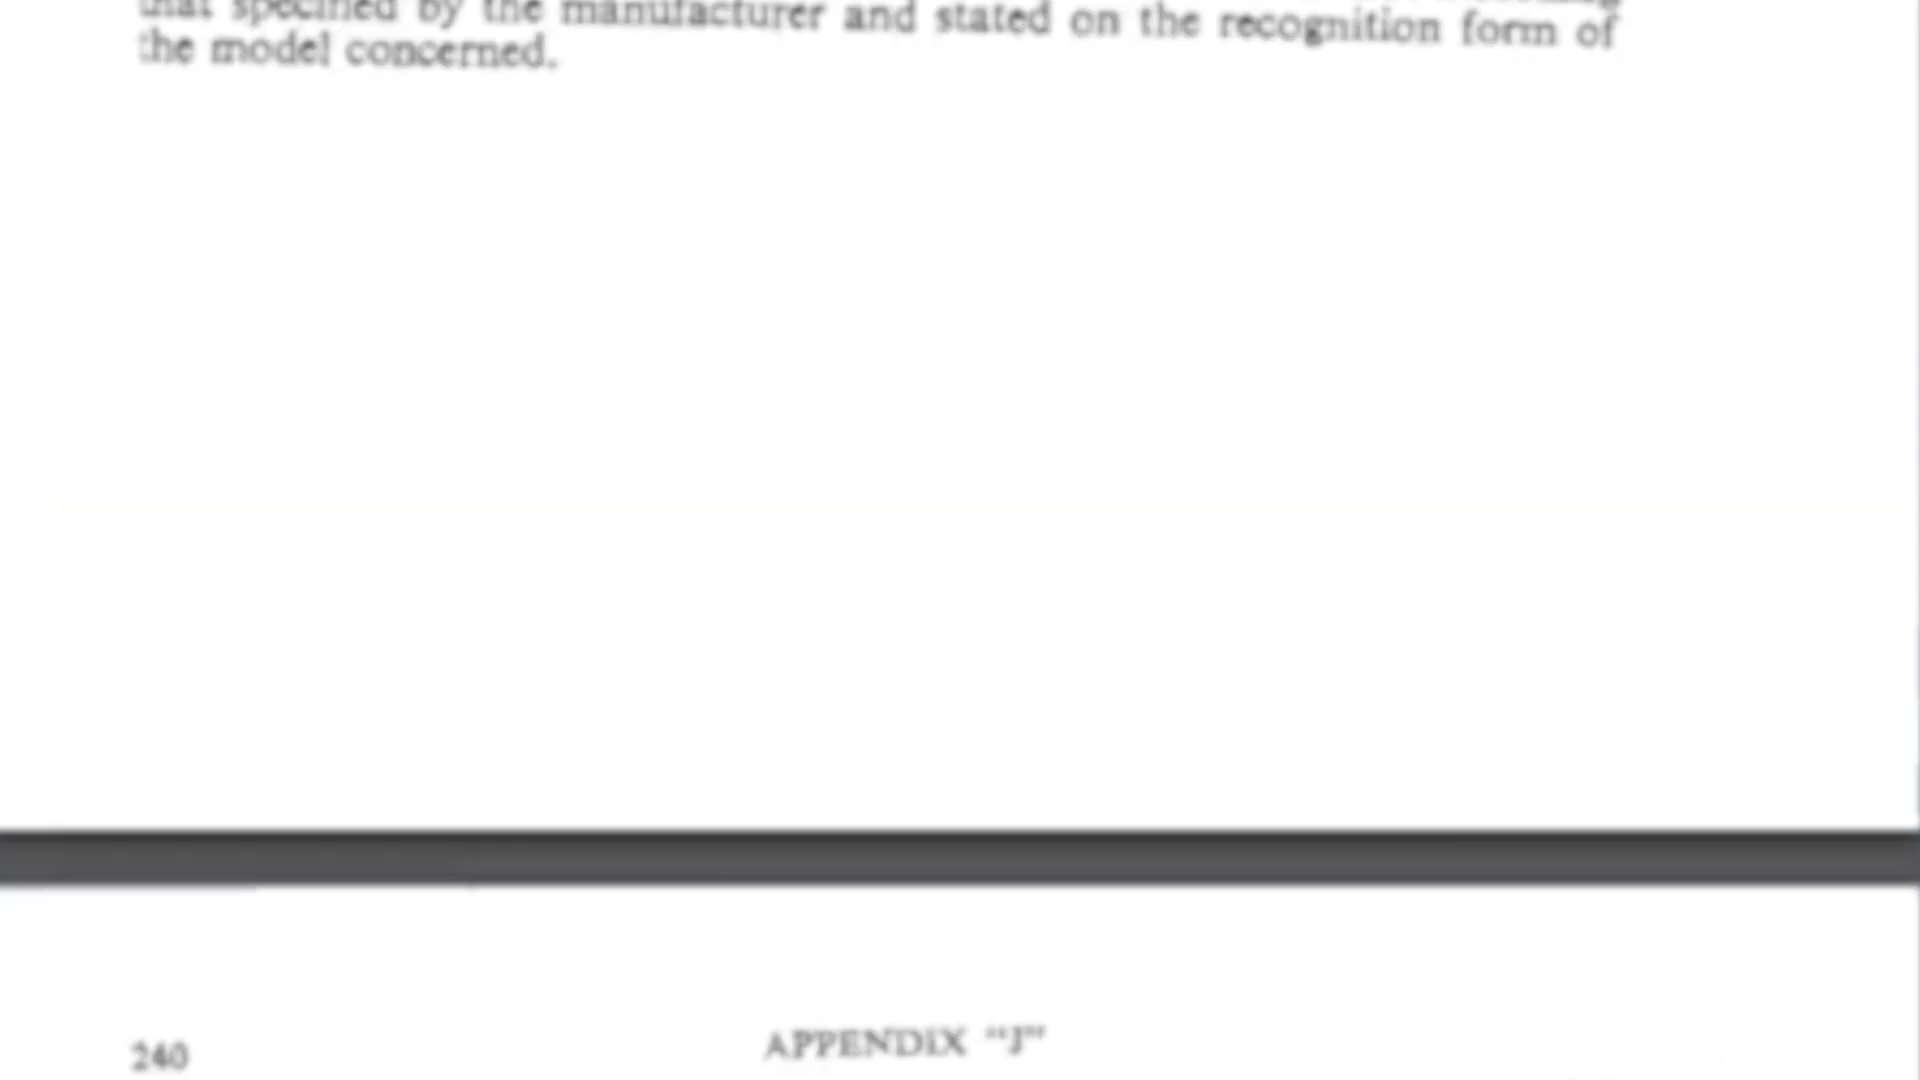 that specified by the manufacturer and stated on the recognition form of
the model concerned.
240 APPENDIX “J”